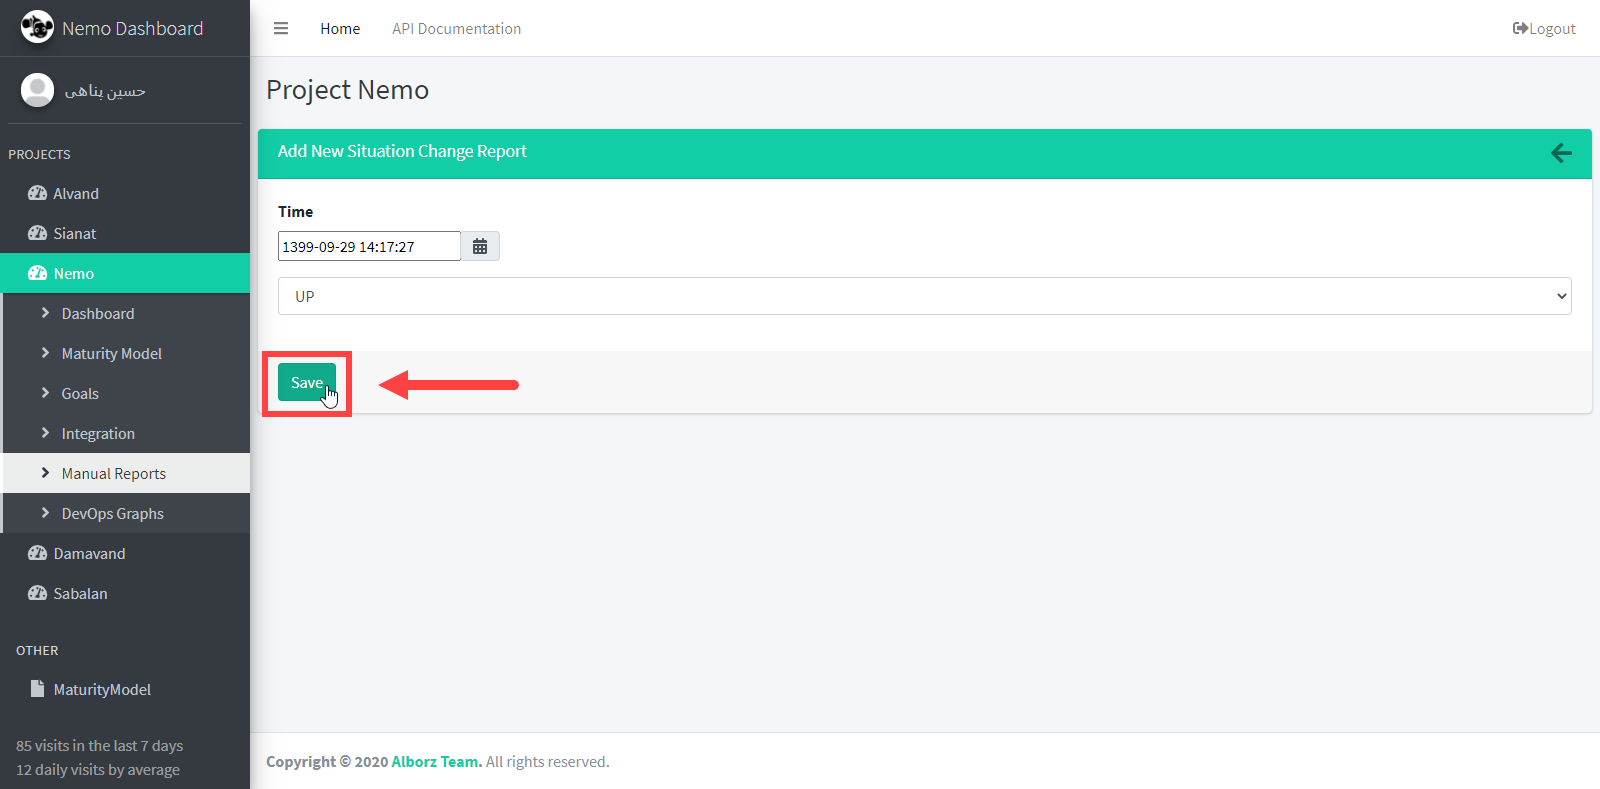 Nemo Dashboard
حسین پناهی
PROJECTS
Alvand
Sianat
Nemo
Dashboard
Maturity Model
Goals
Integration
Manual Reports
DevOps Graphs
Damavand
Sabalan
OTHER
MaturityModel
85 visits in the last 7 days
12 daily visits by average
Home
API Documentation
Logout
Project Nemo
Add New Situation Change Report
Time
1399-09-29 14:17:27
UP
Save
Copyright © 2020 Alborz Team. All rights reserved.